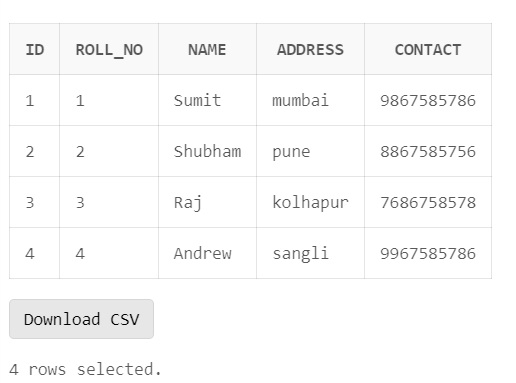 ID ROLL_NO NAME ADDRESS CONTACT
1 1 Sumit mumbai 9867585786
2 2 Shubham pune 8867585756
3 3 Raj kolhapur 7686758578
4 4 Andrew sangli 9967585786
Download CSV
4 rows selected.